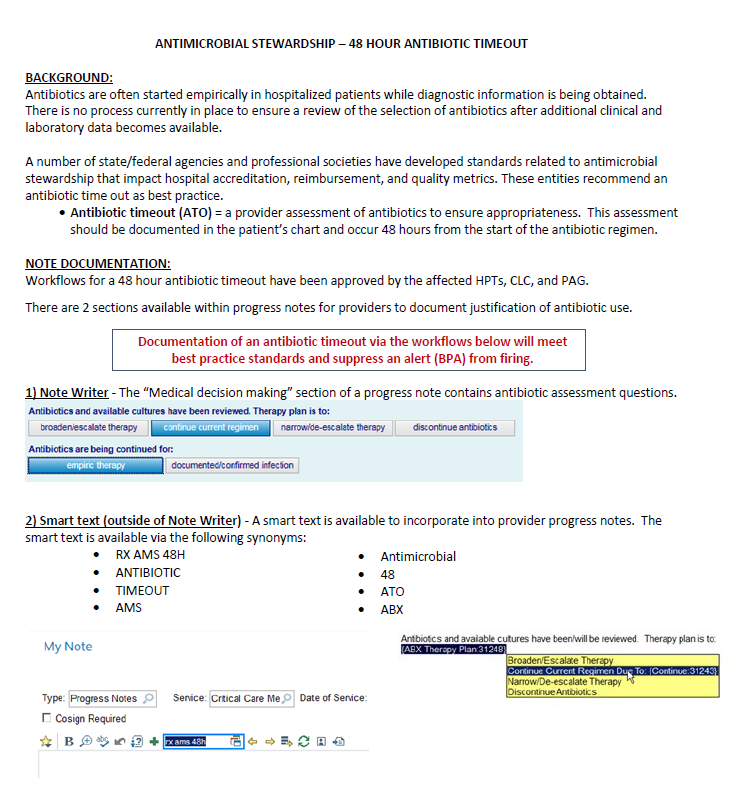 ANTIMICROBIAL STEWARDSHIP – 48 HOUR ANTIBIOTIC TIMEOUT
BACKGROUND:
Antibiotics are often started empirically in hospitalized patients while diagnostic information is being obtained.
There is no process currently in place to ensure a review of the selection of antibiotics after additional clinical and
laboratory data becomes available.
A number of state/federal agencies and professional societies have developed standards related to antimicrobial
stewardship that impact hospital accreditation, reimbursement, and quality metrics. These entities recommend an
antibiotic time out as best practice.
• Antibiotic timeout (ATO) = a provider assessment of antibiotics to ensure appropriateness. This assessment
should be documented in the patient's chart and occur 48 hours from the start of the antibiotic regimen.
NOTE DOCUMENTATION:
Workflows for a 48 hour antibiotic timeout have been approved by the affected HPTs, CLC, and PAG.
There are 2 sections available within progress notes for providers to document justification of antibiotic use.
Documentation of an antibiotic timeout via the workflows below will meet
best practice standards and suppress an alert (BPA) from firing.
1) Note Writer - The "Medical decision making" section of a progress note contains antibiotic assessment questions.
Antibiotics and available cultures have been reviewed. Therapy plan is to:
broaden/escalate therapy continue current regimen narrow/de-escalate therapy discontinue antibiotics
Antibiotics are being continued for:
empirc therapy documented/confirmed infection
2) Smart text (outside of Note Writer) - A smart text is available to incorporate into provider progress notes. The
smart text is available via the following synonyms:
• RX AMS 48H
• ANTIBIOTIC
• TIMEOUT
• AMS
• Antimicrobial
• 48
• ATO
• ABX
My Note
Type: Progress Notes Service: Critical Care Me Date of Service:
Cosign Required
B abc rx ams 48h
Antibiotics and available cultures have been/will be reviewed. Therapy plan is to:
{ABX Therapy Plan:31248}
Broaden/Escalate Therapy
Continue Current Regimen Due To: {Continue:31243}
Narrow/De-escalate Therapy
Discontinue Antibiotics